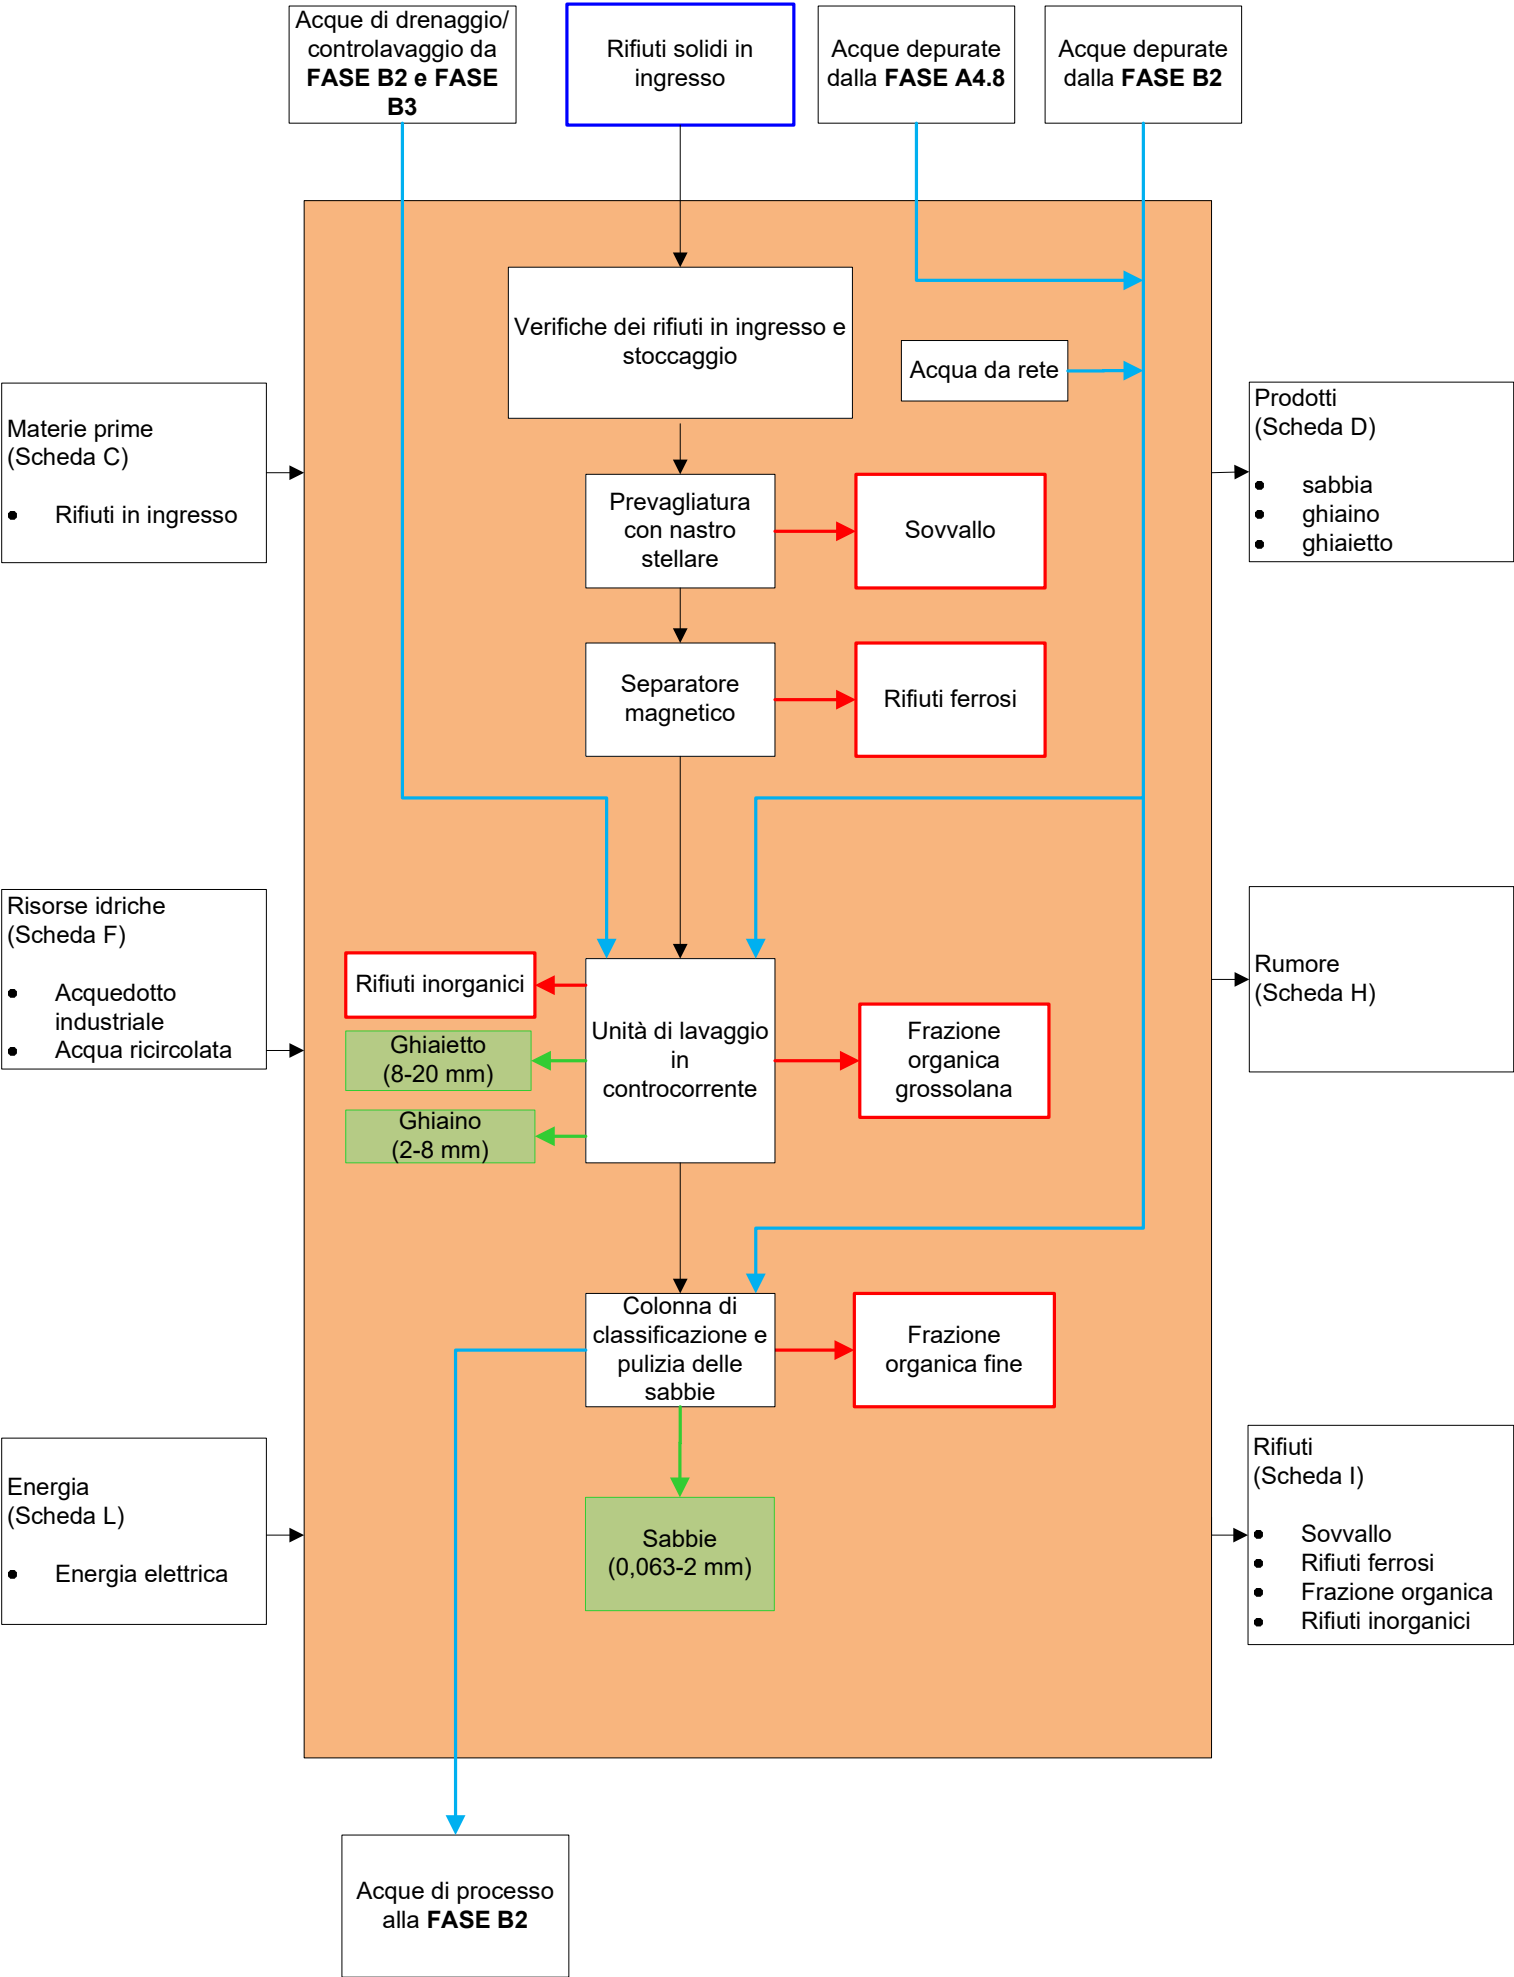 Acque di drenaggio/
controlavaggio da
FASE B2 e FASE
B3
Rifiuti solidi in
ingresso
Acque depurate
dalla FASE A4.8
Acque depurate
dalla FASE B2
Verifiche dei rifiuti in ingresso e
stoccaggio
Acqua da rete
Materie prime
(Scheda C)
• Rifiuti in ingresso
Prodotti
(Scheda D)
• sabbia
• ghiaino
• ghiaietto
Prevagliatura
con nastro
stellare
Sovvallo
Separatore
magnetico
Rifiuti ferrosi
Risorse idriche
(Scheda F)
• Acquedotto
industriale
• Acqua ricircolata
Rumore
(Scheda H)
Rifiuti inorganici
Ghiaietto
(8-20 mm)
Ghiaino
(2-8 mm)
Unità di lavaggio
in
controcorrente
Frazione
organica
grossolana
Colonna di
classificazione e
pulizia delle
sabbie
Frazione
organica fine
Energia
(Scheda L)
• Energia elettrica
Sabbie
(0,063-2 mm)
Rifiuti
(Scheda I)
• Sovvallo
• Rifiuti ferrosi
• Frazione organica
• Rifiuti inorganici
Acque di processo
alla FASE B2